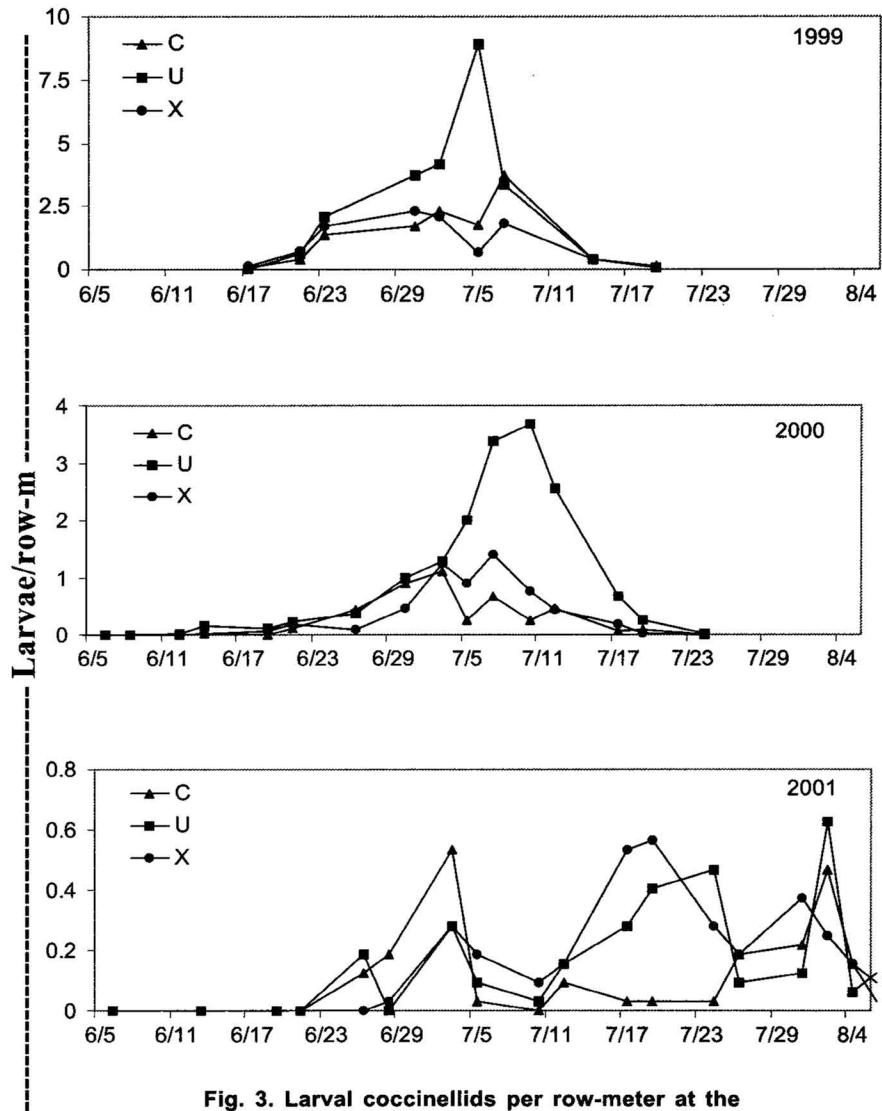 Larvae/row-m
10
7.5
5
2.5
0
C
U
X
1999
6/5 6/11 6/17 6/23 6/29 7/5 7/11 7/17 7/23 7/29 8/4
4
3
2
1
0
C
U
X
2000
6/5 6/11 6/17 6/23 6/29 7/5 7/11 7/17 7/23 7/29 8/4
0.8
0.6
0.4
0.2
0.0
C
U
X
2001
6/5 6/11 6/17 6/23 6/29 7/5 7/11 7/17 7/23 7/29 8/4
Fig. 3. Larval coccinellids per row-meter at the